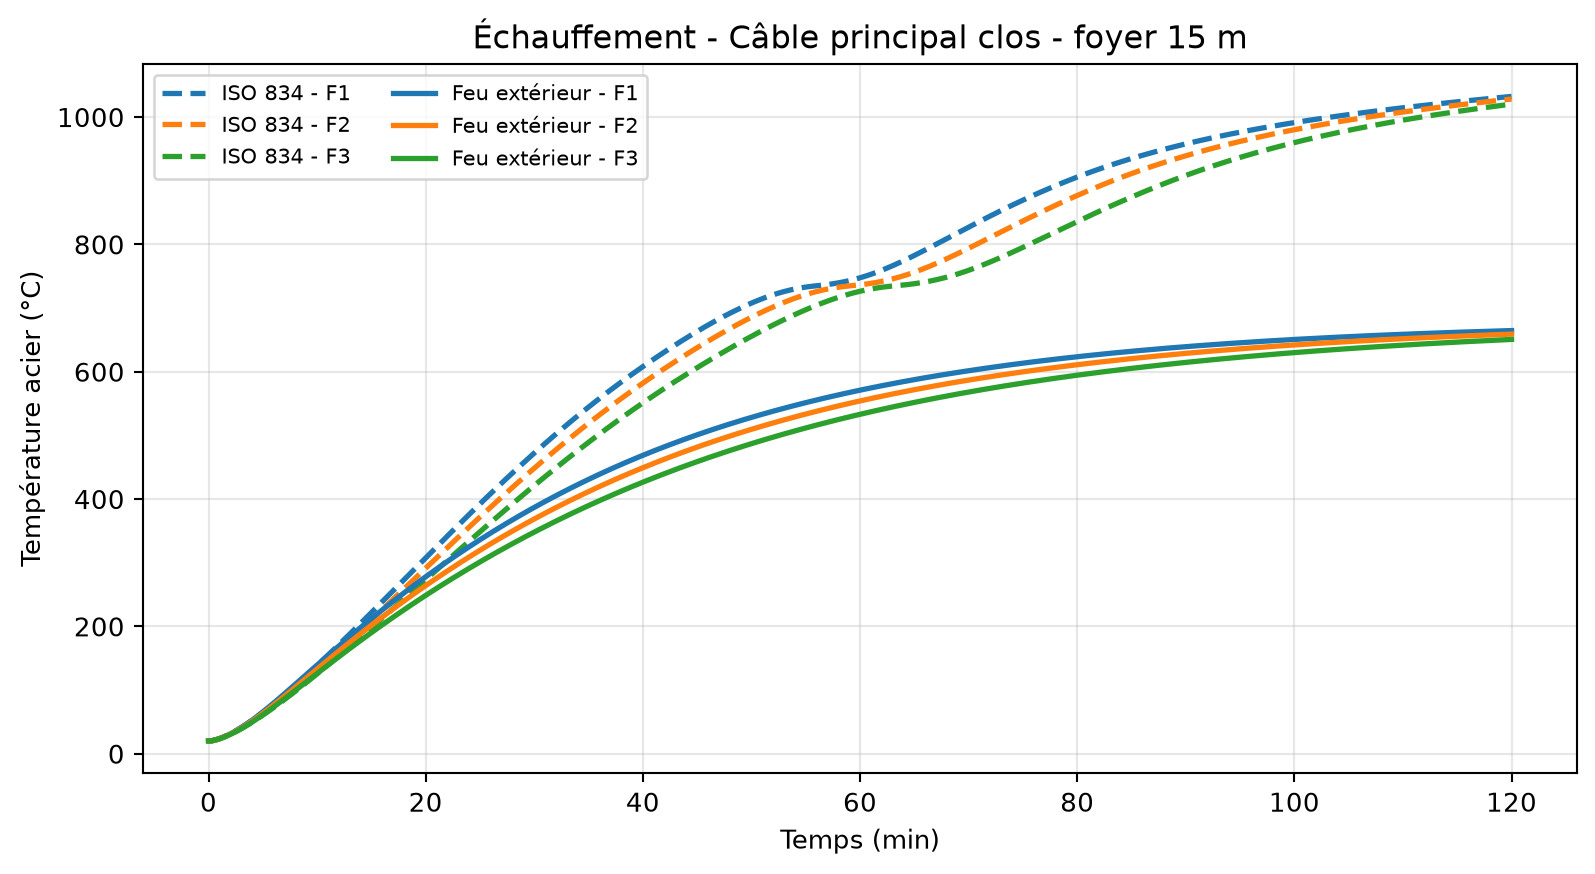 Échauffement - Câble principal clos - foyer 15 m
ISO 834 - F1
ISO 834 - F2
ISO 834 - F3
Feu extérieur - F1
Feu extérieur - F2
Feu extérieur - F3
Température acier (°C)
1000
800
600
400
200
0
0
20
40
60
80
100
120
Temps (min)